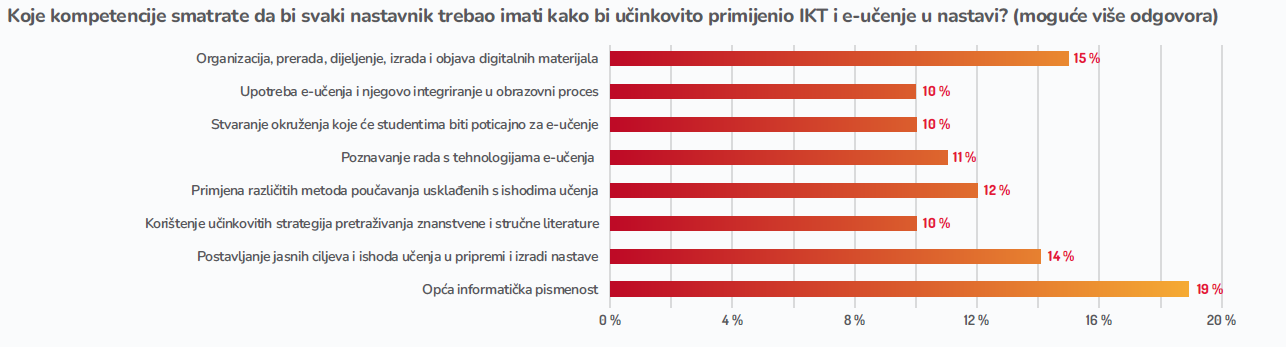 Koje kompetencije smatrate da bi svaki nastavnik trebao imati kako bi učinkovito primijenio IKT i e-učenje u nastavi? (moguće više odgovora)
Organizacija, prerada, dijeljenje, izrada i objava digitalnih materijala 15 %
Upotreba e-učenja i njegovo integriranje u obrazovni proces 10 %
Stvaranje okruženja koje će studentima biti poticajno za e-učenje 10 %
Poznavanje rada s tehnologijama e-učenja 11 %
Primjena različitih metoda poučavanja usklađenih s ishodima učenja 12 %
Korištenje učinkovitih strategija pretraživanja znanstvene i stručne literature 10 %
Postavljanje jasnih ciljeva i ishoda učenja u pripremi i izradi nastave 14 %
Opća informatička pismenost 19 %
0 % 4 % 8 % 12 % 16 % 20 %